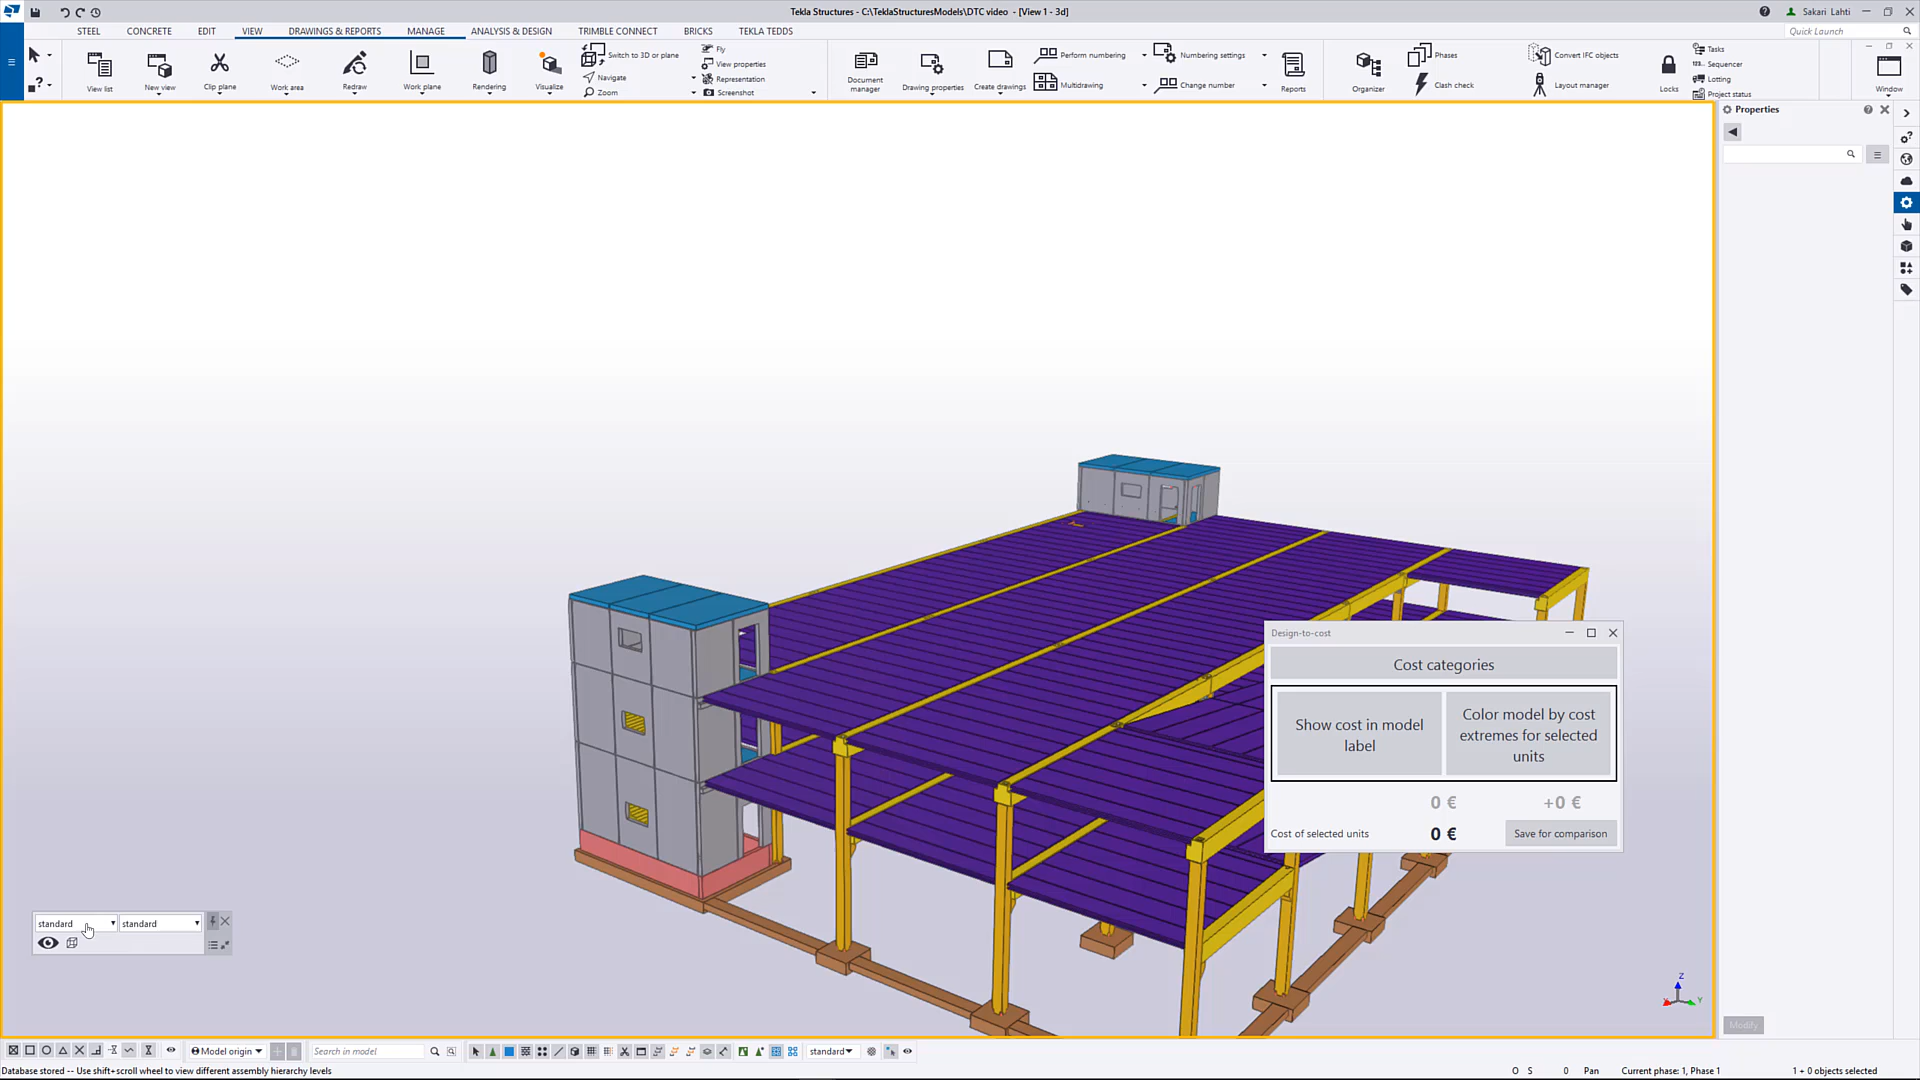 Tekla Structures - C:\TeklaStructuresModels\DTC video - [View 1 - 3d]
Sakari Lahti
STEEL CONCRETE EDIT VIEW DRAWINGS & REPORTS MANAGE ANALYSIS & DESIGN TRIMBLE CONNECT BRICKS TEKLA TEDDS
Quick Launch
View list
New view
Clip plane
Work area
Redraw
Work plane
Rendering
Visualize
Switch to 3D or plane
Navigate
Zoom
Fly
View properties
Representation
Screenshot
Document manager
Drawing properties
Create drawings
Perform numbering
Multidrawing
Numbering settings
Change number
Reports
Organizer
Phases
Clash check
Convert IFC objects
Layout manager
Locks
Tasks
Sequencer
Lotting
Project status
Window
Properties
Design-to-cost
Cost categories
Show cost in model label
Color model by cost extremes for selected units
0 € +0 €
Cost of selected units 0 € Save for comparison
standard standard
Z
X
Y
Modify
Model origin
Search in model
standard
Database stored -- Use shift+scroll wheel to view different assembly hierarchy levels
O S 0 Pan Current phase: 1, Phase 1 1 + 0 objects selected